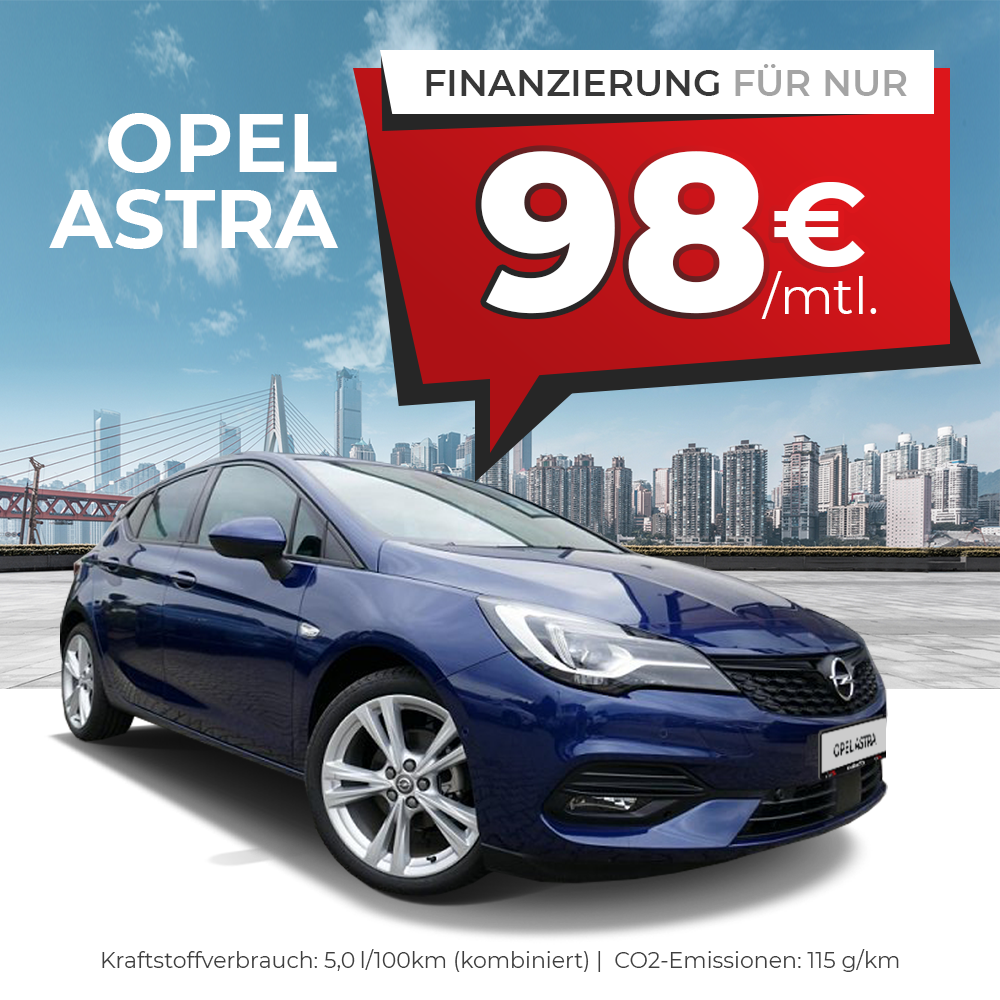 OPEL
ASTRA
FINANZIERUNG FÜR NUR
98€
/mtl.
OPEL ASTRA
Kraftstoffverbrauch: 5,0 l/100km (kombiniert) | CO2-Emissionen: 115 g/km